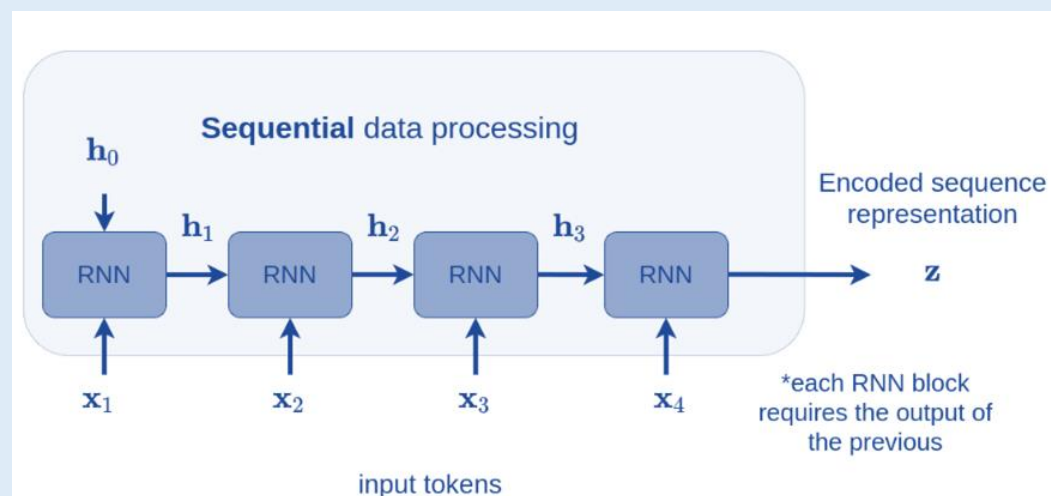 Sequential data processing
h₀
Encoded sequence
representation
h₁
h₂
h₃
RNN
RNN
RNN
RNN
z
x₁
x₂
x₃
x₄
*each RNN block
requires the output of
the previous
input tokens